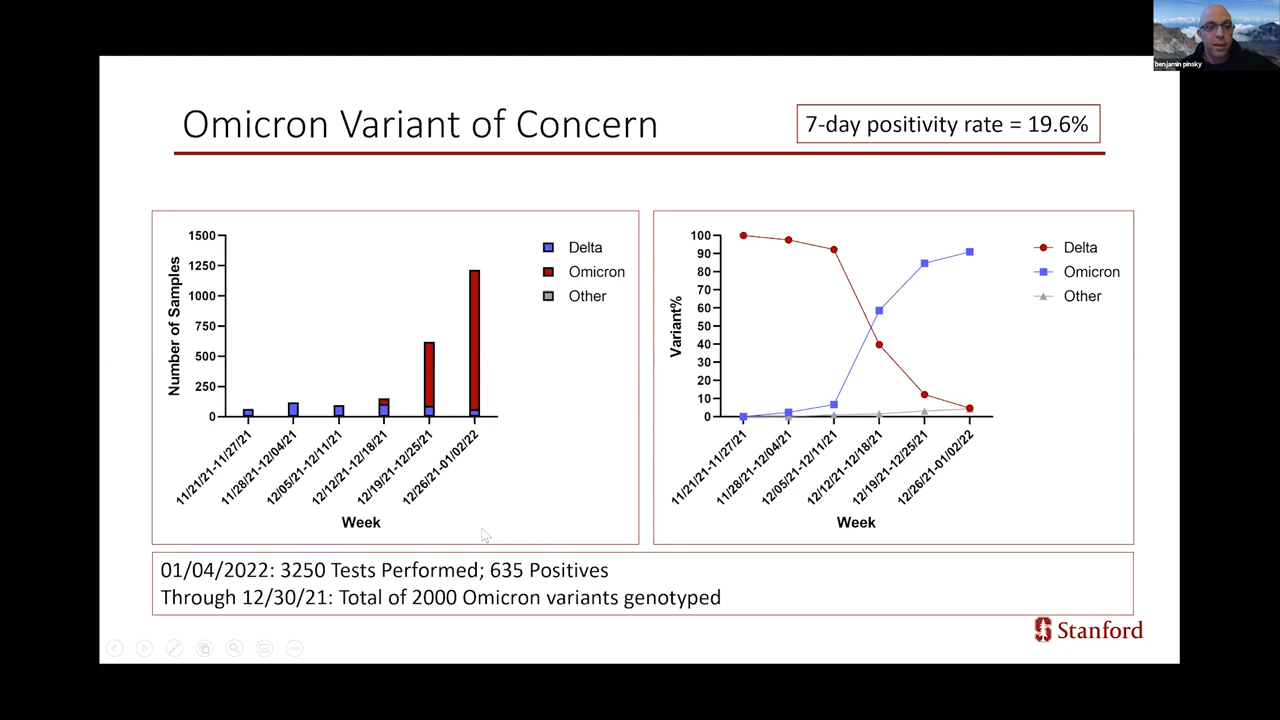 benjamin pinsky
Omicron Variant of Concern
7-day positivity rate = 19.6%
1500
1250
1000
750
500
250
0
Number of Samples
Delta
Omicron
Other
11/21/21-11/27/21
11/28/21-12/04/21
12/05/21-12/11/21
12/12/21-12/18/21
12/19/21-12/25/21
12/26/21-01/02/22
Week
100
90
80
70
60
50
40
30
20
10
0
Variant%
Delta
Omicron
Other
11/21/21-11/27/21
11/28/21-12/04/21
12/05/21-12/11/21
12/12/21-12/18/21
12/19/21-12/25/21
12/26/21-01/02/22
Week
01/04/2022: 3250 Tests Performed; 635 Positives
Through 12/30/21: Total of 2000 Omicron variants genotyped
Stanford